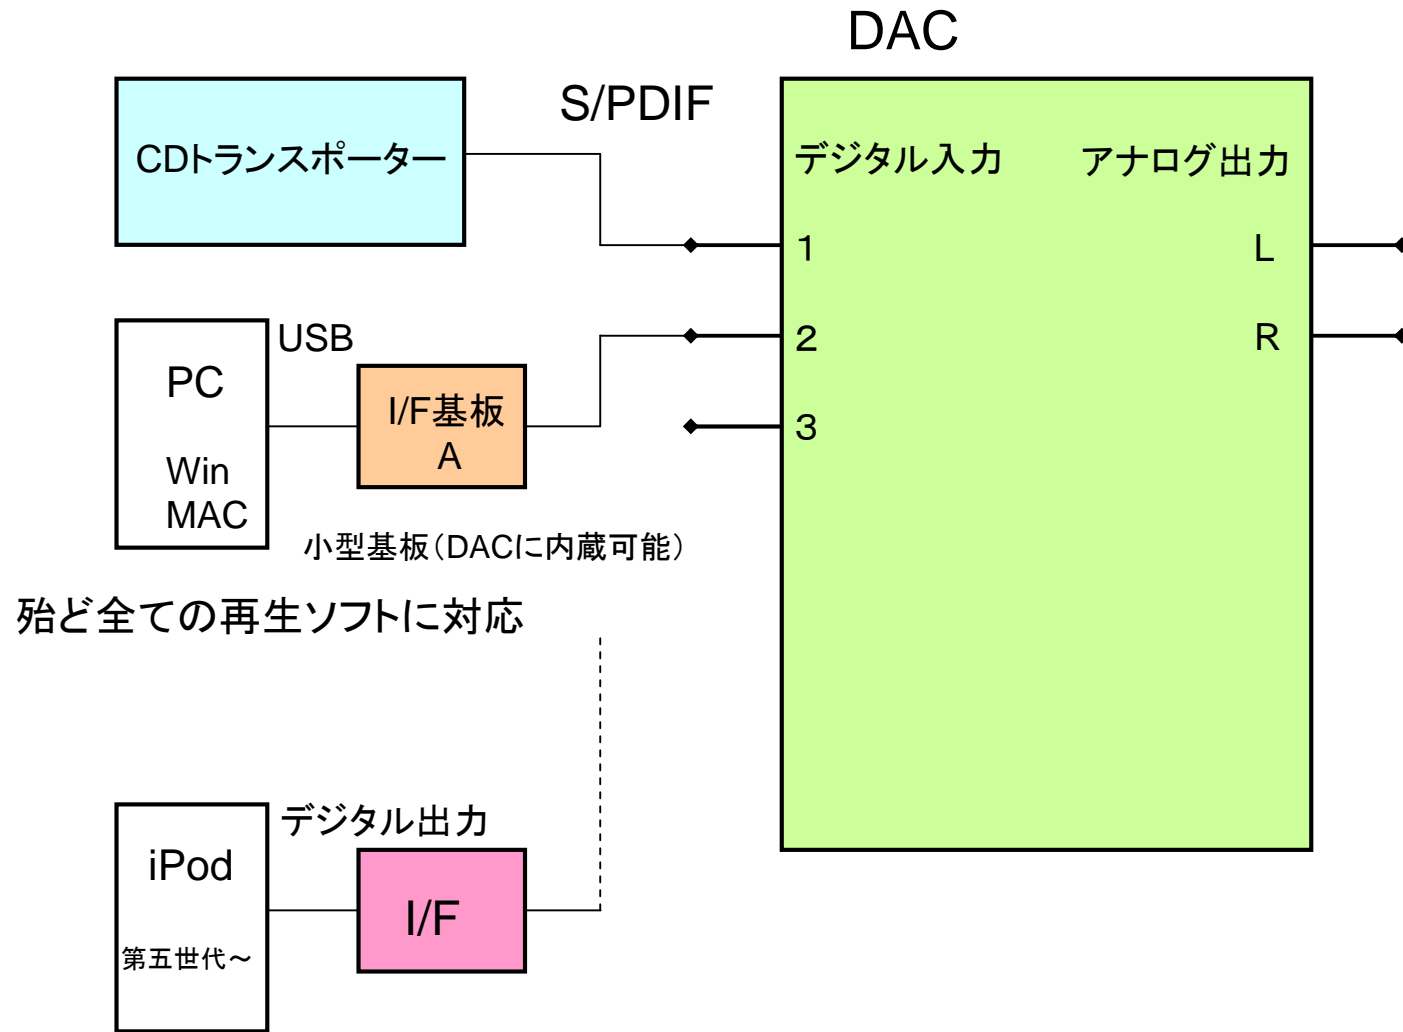 DAC
S/PDIF
CDトランスポーター
デジタル入力
アナログ出力
1
L
USB
2
R
PC
I/F基板
A
3
Win
MAC
小型基板(DACに内蔵可能)
殆ど全ての再生ソフトに対応
デジタル出力
iPod
I/F
第五世代～